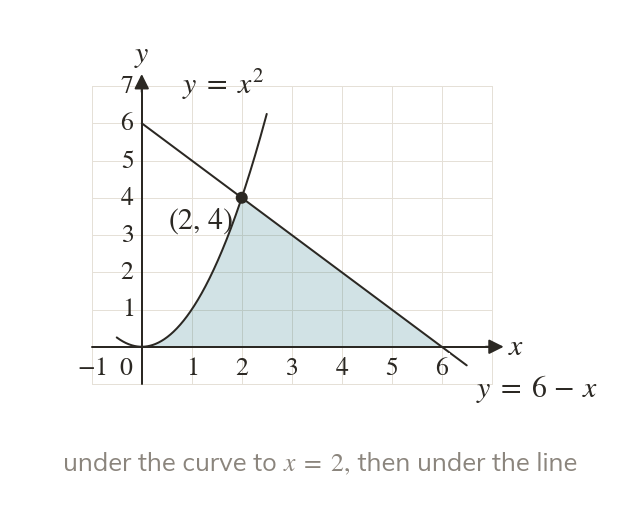 y
y = x²
7
6
5
4
(2, 4)
3
2
1
−1 0 1 2 3 4 5 6 x
y = 6 − x
under the curve to x = 2, then under the line